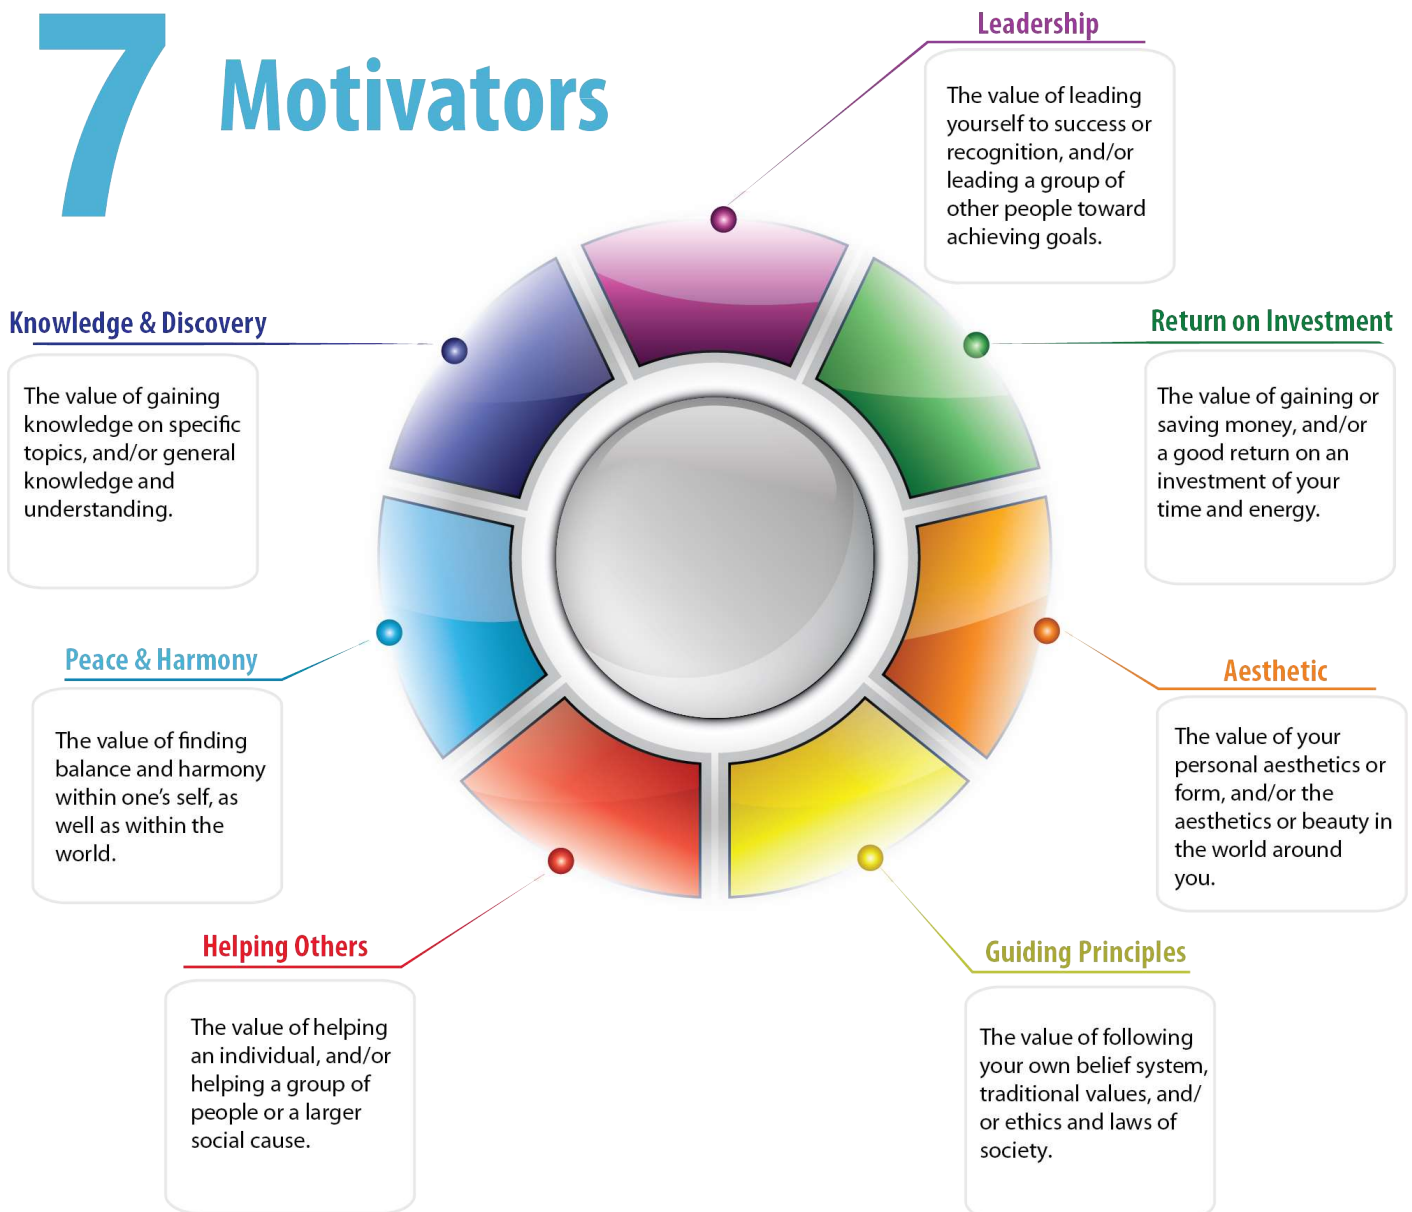 7 Motivators
Leadership
The value of leading
yourself to success or
recognition, and/or
leading a group of
other people toward
achieving goals.
Return on Investment
The value of gaining or
saving money, and/or
a good return on an
investment of your
time and energy.
Aesthetic
The value of your
personal aesthetics or
form, and/or the
aesthetics or beauty in
the world around
you.
Guiding Principles
The value of following
your own belief system,
traditional values, and/
or ethics and laws of
society.
Helping Others
The value of helping
an individual, and/or
helping a group of
people or a larger
social cause.
Peace & Harmony
The value of finding
balance and harmony
within one’s self, as
well as within the
world.
Knowledge & Discovery
The value of gaining
knowledge on specific
topics, and/or general
knowledge and
understanding.